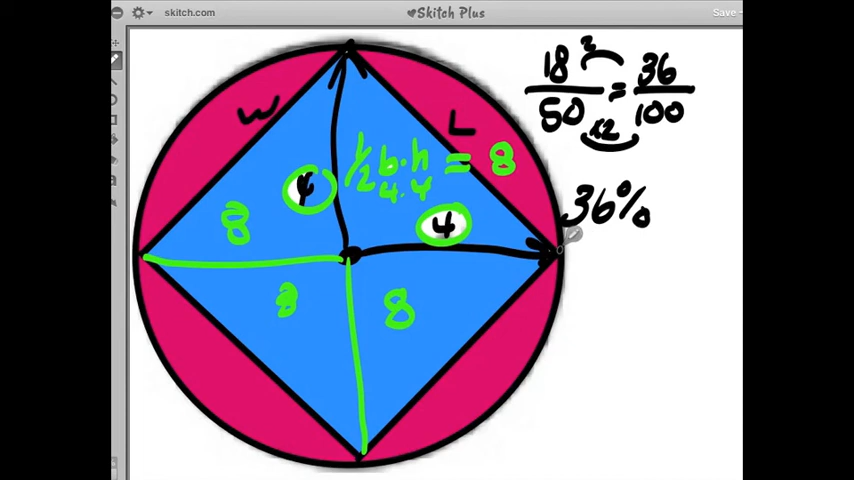 skitch.com
Skitch Plus
Save
18 = 36
50 100
x2
W
L
1/2 b·h = 8
4·4
4
4
36%
8
8
8